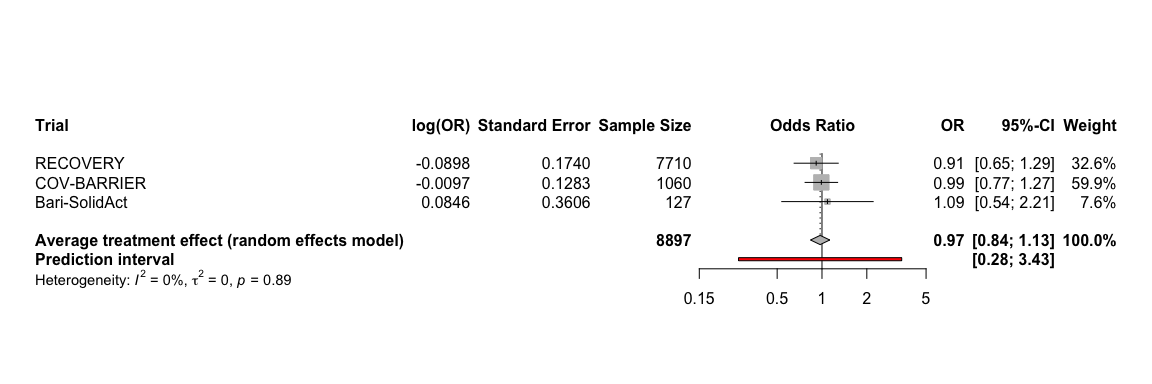 Trial log(OR) Standard Error Sample Size Odds Ratio OR 95%-CI Weight
RECOVERY -0.0898 0.1740 7710 0.91 [0.65; 1.29] 32.6%
COV-BARRIER -0.0097 0.1283 1060 0.99 [0.77; 1.27] 59.9%
Bari-SolidAct 0.0846 0.3606 127 1.09 [0.54; 2.21] 7.6%
Average treatment effect (random effects model) 8897 0.97 [0.84; 1.13] 100.0%
Prediction interval [0.28; 3.43]
Heterogeneity: I² = 0%, τ² = 0, p = 0.89
0.15 0.5 1 2 5